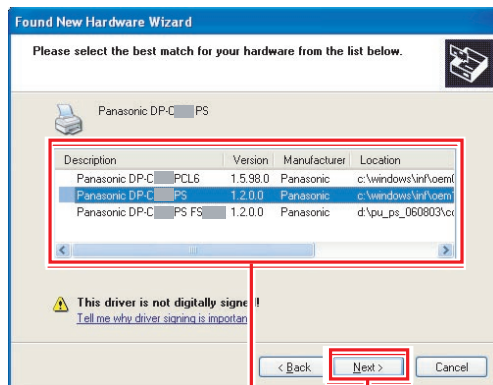 Found New Hardware Wizard
Please select the best match for your hardware from the list below.
Panasonic DP-C PS
Description Version Manufacturer Location
Panasonic DP-C PCL6 1.5.98.0 Panasonic c:\windows\inf\oem
Panasonic DP-C PS 1.2.0.0 Panasonic c:\windows\inf\oem
Panasonic DP-C PS FS 1.2.0.0 Panasonic d:\pu_ps_060803\cc
This driver is not digitally signed!
Tell me why driver signing is important
< Back Next > Cancel